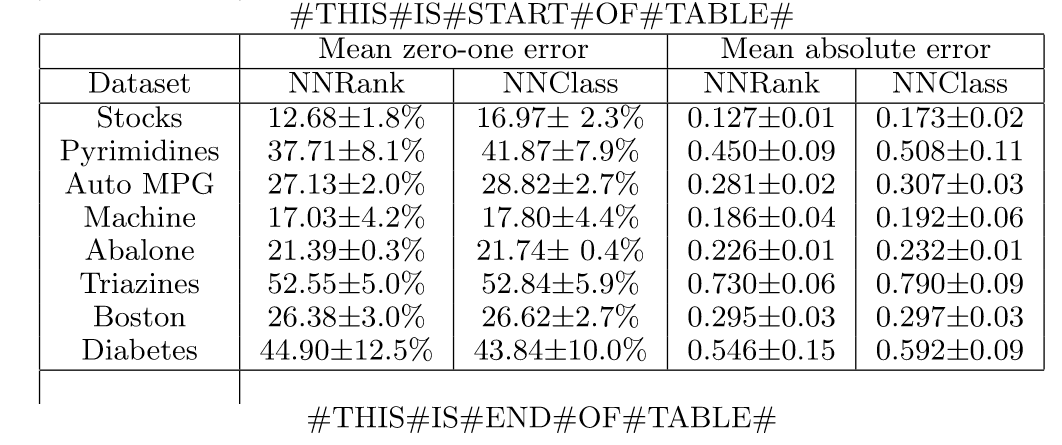 #THIS#IS#START#OF#TABLE#
Mean zero-one error Mean absolute error
Dataset NNRank NNClass NNRank NNClass
Stocks 12.68±1.8% 16.97± 2.3% 0.127±0.01 0.173±0.02
Pyrimidines 37.71±8.1% 41.87±7.9% 0.450±0.09 0.508±0.11
Auto MPG 27.13±2.0% 28.82±2.7% 0.281±0.02 0.307±0.03
Machine 17.03±4.2% 17.80±4.4% 0.186±0.04 0.192±0.06
Abalone 21.39±0.3% 21.74± 0.4% 0.226±0.01 0.232±0.01
Triazines 52.55±5.0% 52.84±5.9% 0.730±0.06 0.790±0.09
Boston 26.38±3.0% 26.62±2.7% 0.295±0.03 0.297±0.03
Diabetes 44.90±12.5% 43.84±10.0% 0.546±0.15 0.592±0.09
#THIS#IS#END#OF#TABLE#